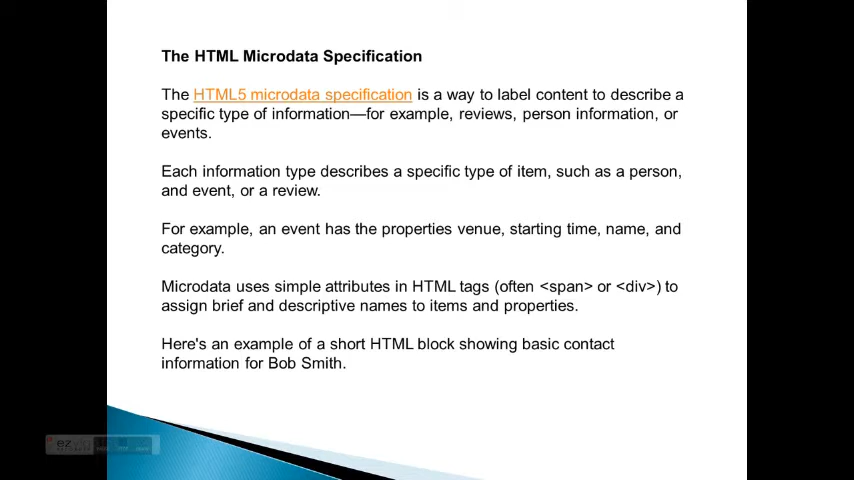 The HTML Microdata Specification
The HTML5 microdata specification is a way to label content to describe a
specific type of information—for example, reviews, person information, or
events.
Each information type describes a specific type of item, such as a person,
and event, or a review.
For example, an event has the properties venue, starting time, name, and
category.
Microdata uses simple attributes in HTML tags (often <span> or <div>) to
assign brief and descriptive names to items and properties.
Here's an example of a short HTML block showing basic contact
information for Bob Smith.